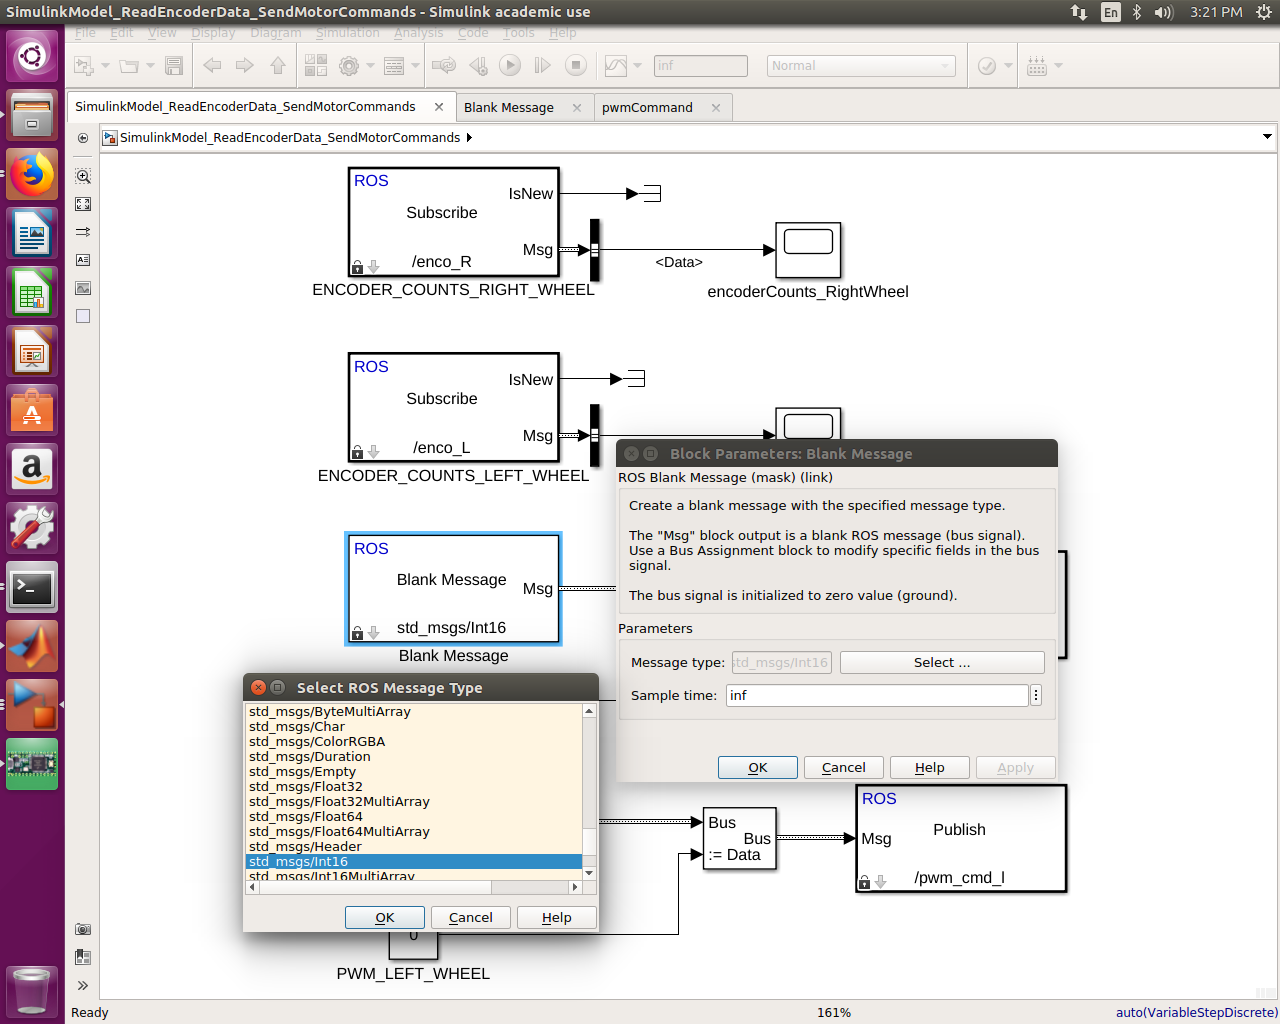 SimulinkModel_ReadEncoderData_SendMotorCommands - Simulink academic use
En
3:21 PM
File Edit View Display Diagram Simulation Analysis Code Tools Help
inf
Normal
SimulinkModel_ReadEncoderData_SendMotorCommands
Blank Message
pwmCommand
SimulinkModel_ReadEncoderData_SendMotorCommands
ROS
IsNew
Subscribe
Msg
/enco_R
<Data>
ENCODER_COUNTS_RIGHT_WHEEL
encoderCounts_RightWheel
ROS
IsNew
Subscribe
Msg
/enco_L
ENCODER_COUNTS_LEFT_WHEEL
ROS
Blank Message
Msg
std_msgs/Int16
Blank Message
Block Parameters: Blank Message
ROS Blank Message (mask) (link)
Create a blank message with the specified message type.
The "Msg" block output is a blank ROS message (bus signal).
Use a Bus Assignment block to modify specific fields in the bus
signal.
The bus signal is initialized to zero value (ground).
Parameters
Message type: std_msgs/Int16 Select ...
Sample time: inf
OK Cancel Help Apply
Select ROS Message Type
std_msgs/ByteMultiArray
std_msgs/Char
std_msgs/ColorRGBA
std_msgs/Duration
std_msgs/Empty
std_msgs/Float32
std_msgs/Float32MultiArray
std_msgs/Float64
std_msgs/Float64MultiArray
std_msgs/Header
std_msgs/Int16
std_msgs/Int16MultiArray
OK Cancel Help
Bus
Bus
:= Data
ROS
Publish
Msg
/pwm_cmd_l
0
PWM_LEFT_WHEEL
Ready
161%
auto(VariableStepDiscrete)